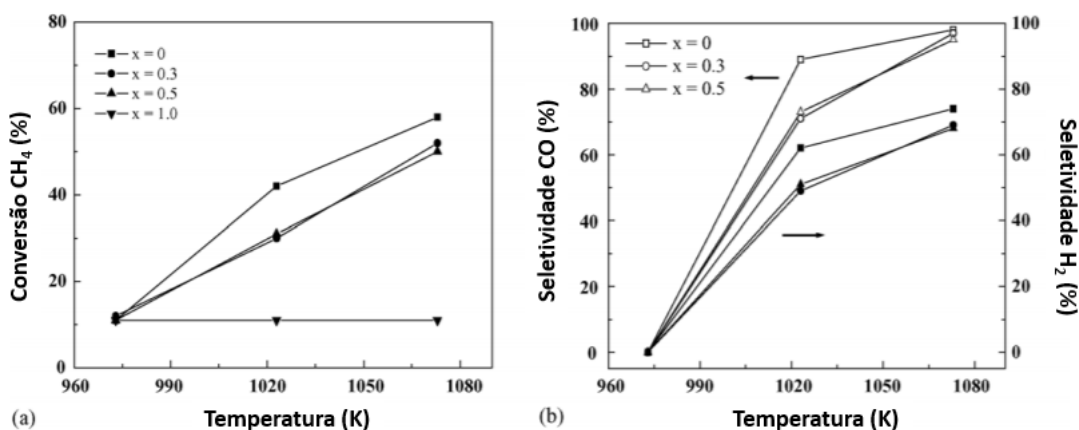 80
60
40
20
0
Conversão CH4 (%)
x = 0
x = 0.3
x = 0.5
x = 1.0
960 990 1020 1050 1080
(a) Temperatura (K)
100
80
60
40
20
0
Seletividade CO (%)
x = 0
x = 0.3
x = 0.5
100
80
60
40
20
0
Seletividade H2 (%)
960 990 1020 1050 1080
(b) Temperatura (K)